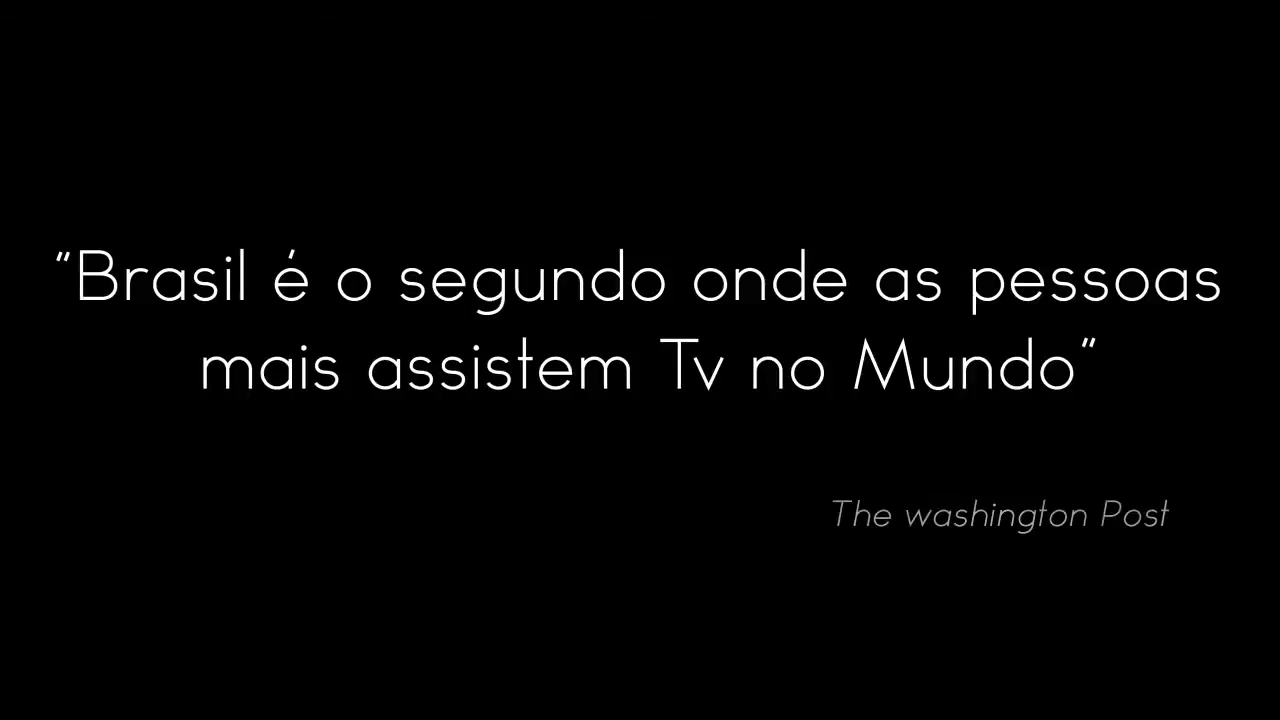 "Brasil é o segundo onde as pessoas
mais assistem Tv no Mundo"
The washington Post